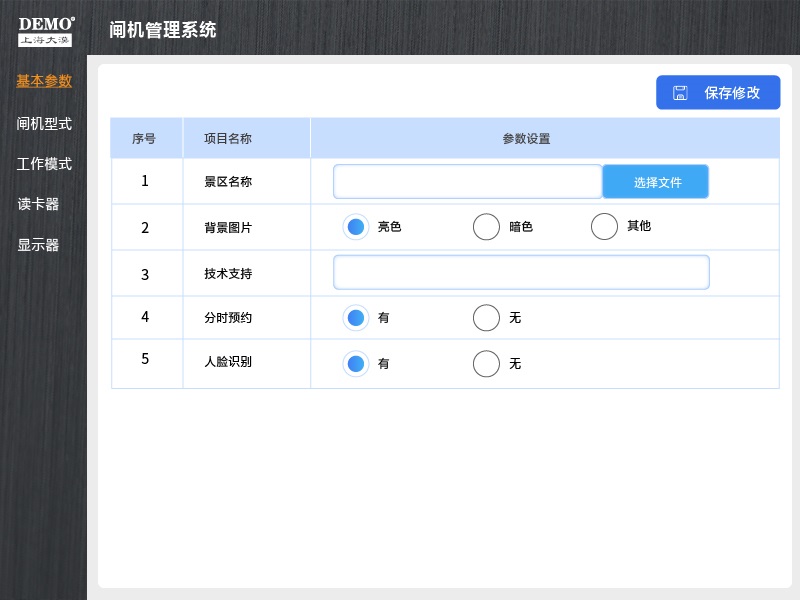 DEMO
上海大漠
闸机管理系统
基本参数
闸机型式
工作模式
读卡器
显示器
保存修改
序号 项目名称 参数设置
1 景区名称 选择文件
2 背景图片 亮色 暗色 其他
3 技术支持
4 分时预约 有 无
5 人脸识别 有 无